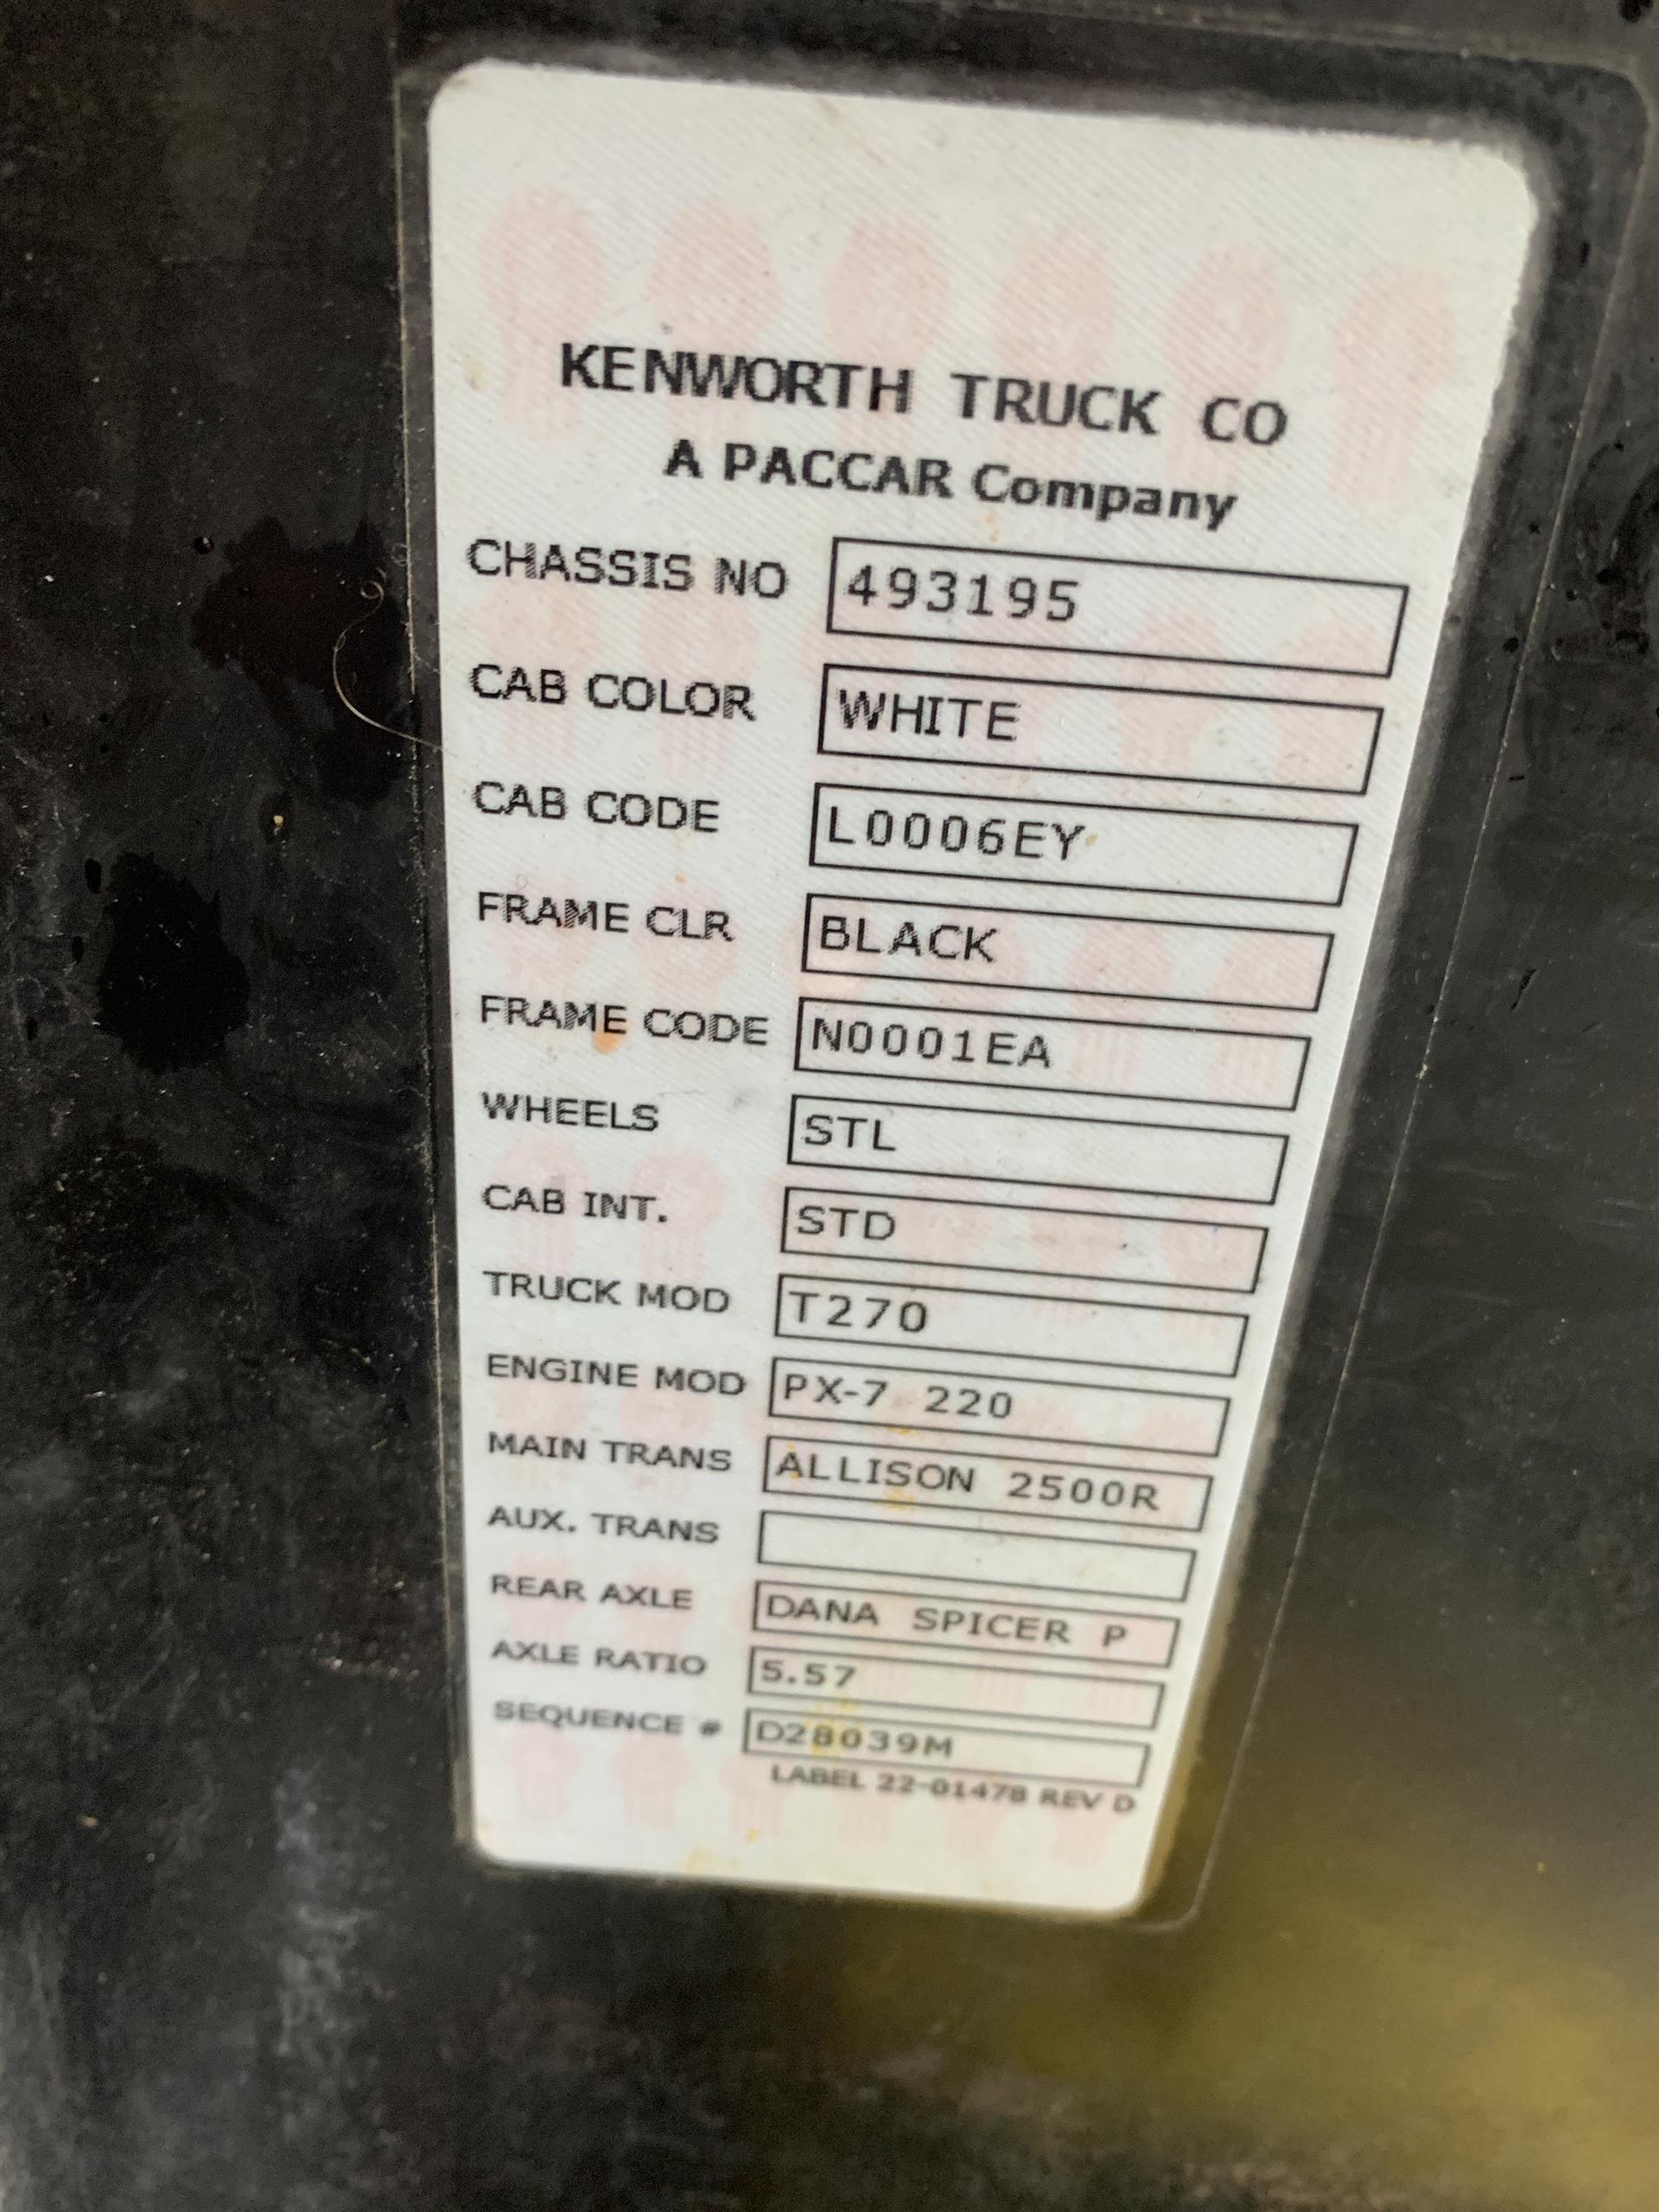 KENWORTH TRUCK CO
A PACCAR Company
CHASSIS NO 493195
CAB COLOR WHITE
CAB CODE L0006EY
FRAME CLR BLACK
FRAME CODE N0001EA
WHEELS STL
CAB INT. STD
TRUCK MOD T270
ENGINE MOD PX-7 220
MAIN TRANS ALLISON 2500R
AUX. TRANS
REAR AXLE DANA SPICER P
AXLE RATIO 5.57
SEQUENCE # D28039M
LABEL 22-01478 REV D